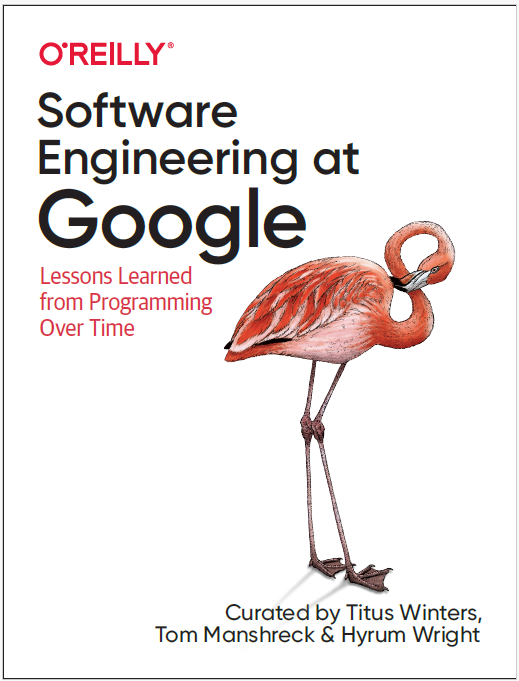 O'REILLY®
Software
Engineering at
Google
Lessons Learned
from Programming
Over Time
Curated by Titus Winters,
Tom Manshreck & Hyrum Wright